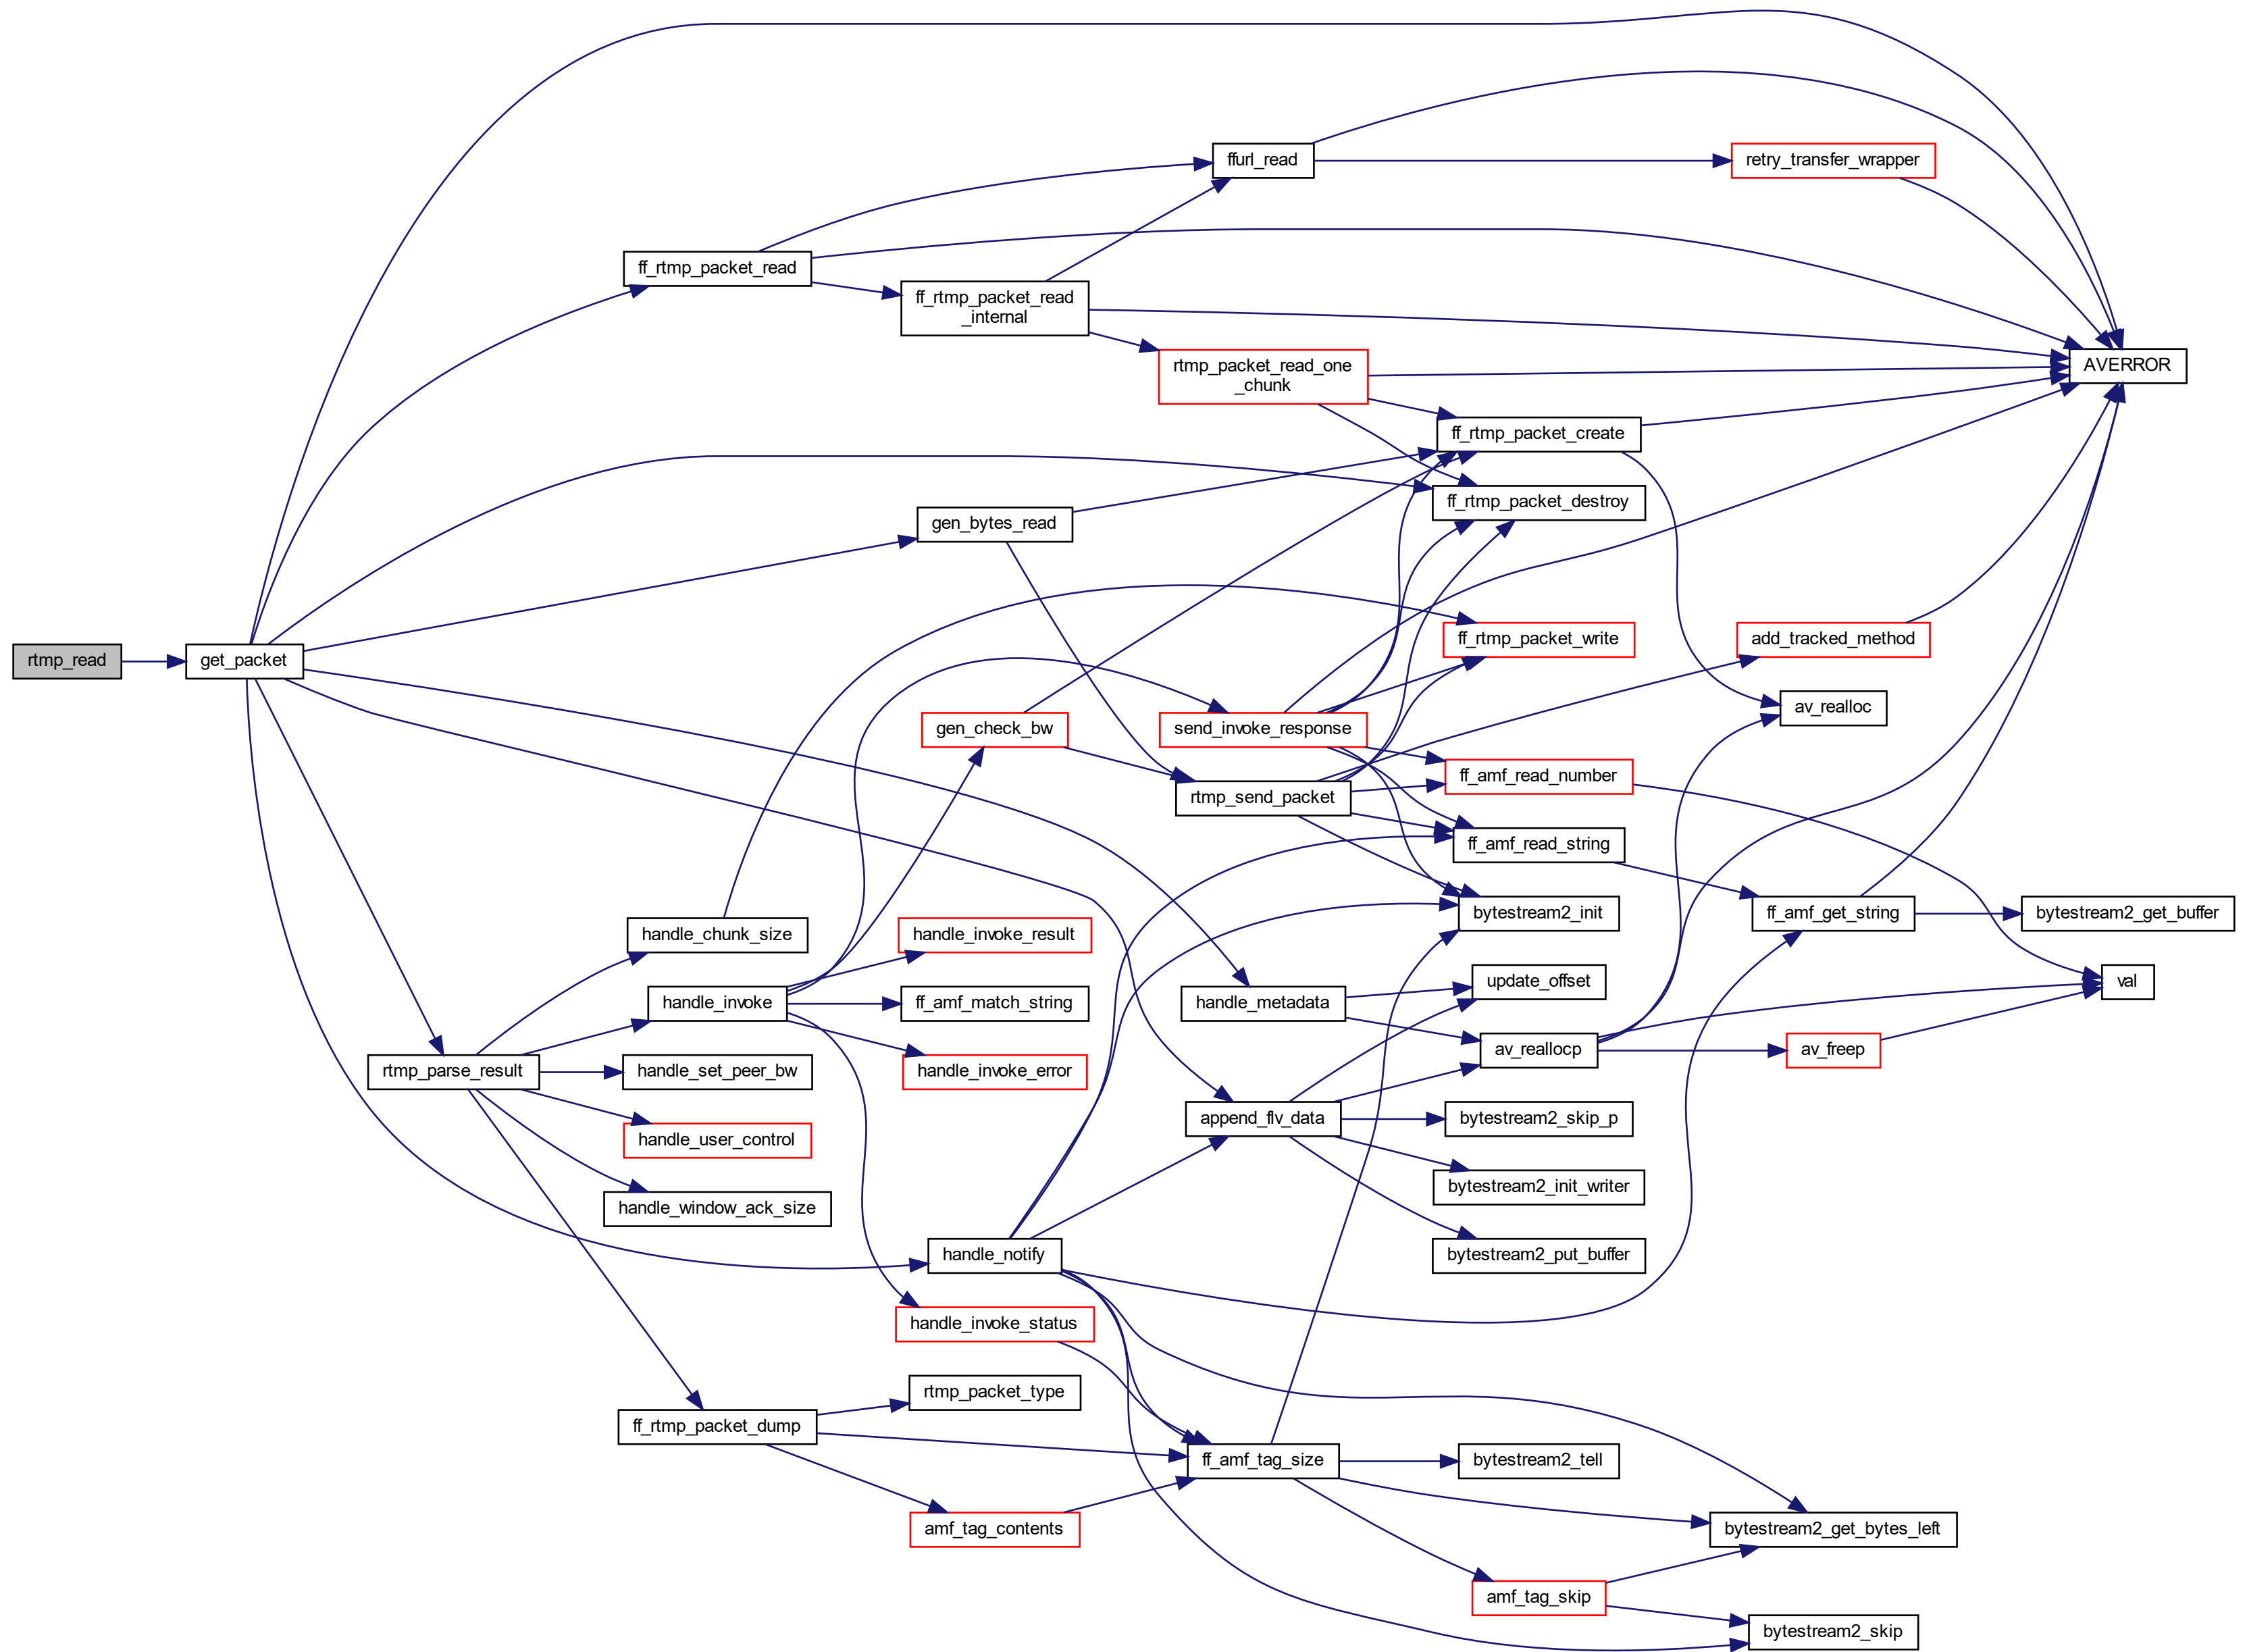 rtmp_read
get_packet
ff_rtmp_packet_read
ff_rtmp_packet_read
_internal
ffurl_read
retry_transfer_wrapper
AVERROR
rtmp_packet_read_one
_chunk
ff_rtmp_packet_create
ff_rtmp_packet_destroy
gen_bytes_read
ff_rtmp_packet_write
add_tracked_method
av_realloc
gen_check_bw
send_invoke_response
rtmp_send_packet
ff_amf_read_number
ff_amf_read_string
bytestream2_init
ff_amf_get_string
bytestream2_get_buffer
handle_chunk_size
handle_invoke_result
handle_invoke
ff_amf_match_string
handle_metadata
update_offset
val
rtmp_parse_result
handle_set_peer_bw
handle_invoke_error
av_reallocp
av_freep
handle_user_control
append_flv_data
bytestream2_skip_p
bytestream2_init_writer
handle_window_ack_size
handle_notify
bytestream2_put_buffer
handle_invoke_status
rtmp_packet_type
ff_rtmp_packet_dump
ff_amf_tag_size
bytestream2_tell
amf_tag_contents
bytestream2_get_bytes_left
amf_tag_skip
bytestream2_skip